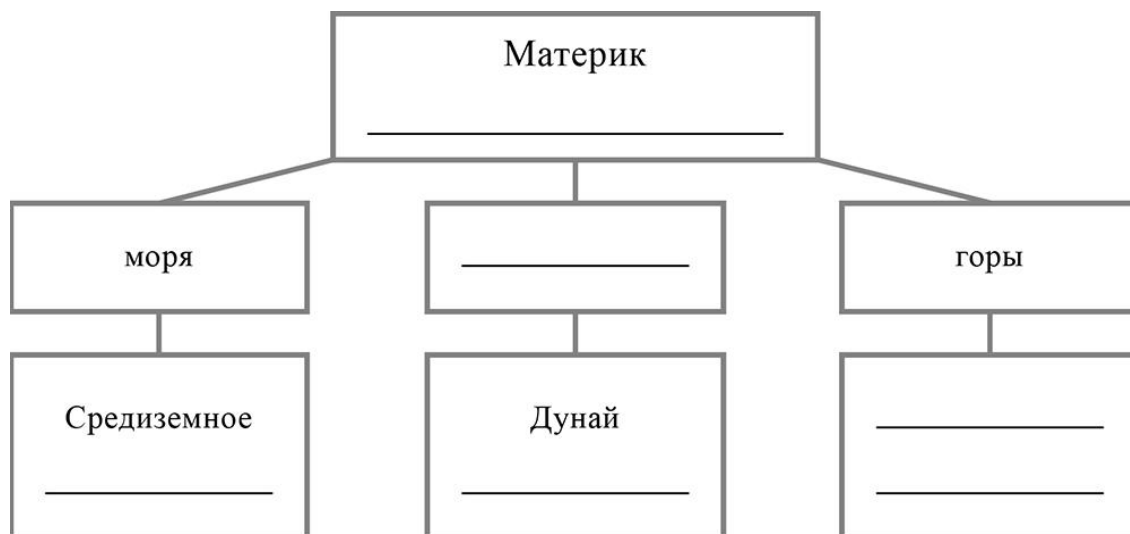 Материк
моря
горы
Средиземное
Дунай